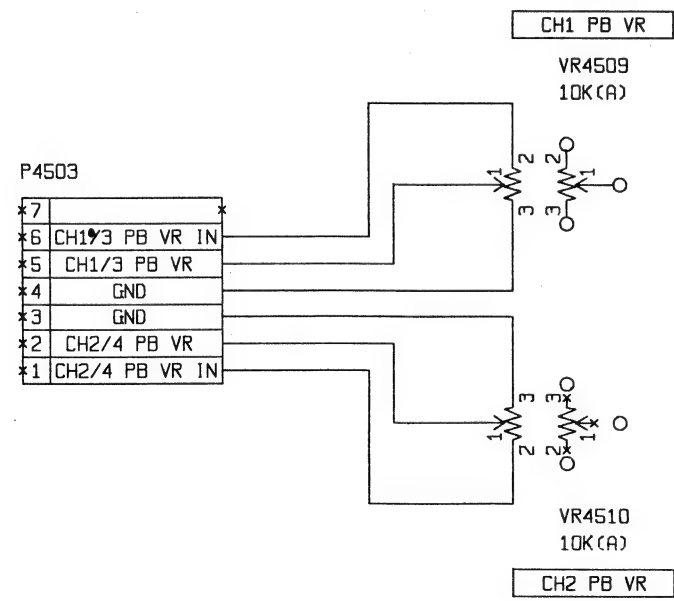 CH1 PB VR
VR4509
10K(A)
P4503
7
6 CH1/3 PB VR IN
5 CH1/3 PB VR
4 GND
3 GND
2 CH2/4 PB VR
1 CH2/4 PB VR IN
2 2
1 1
3 3
3 3
1 1
2 2
VR4510
10K(A)
CH2 PB VR